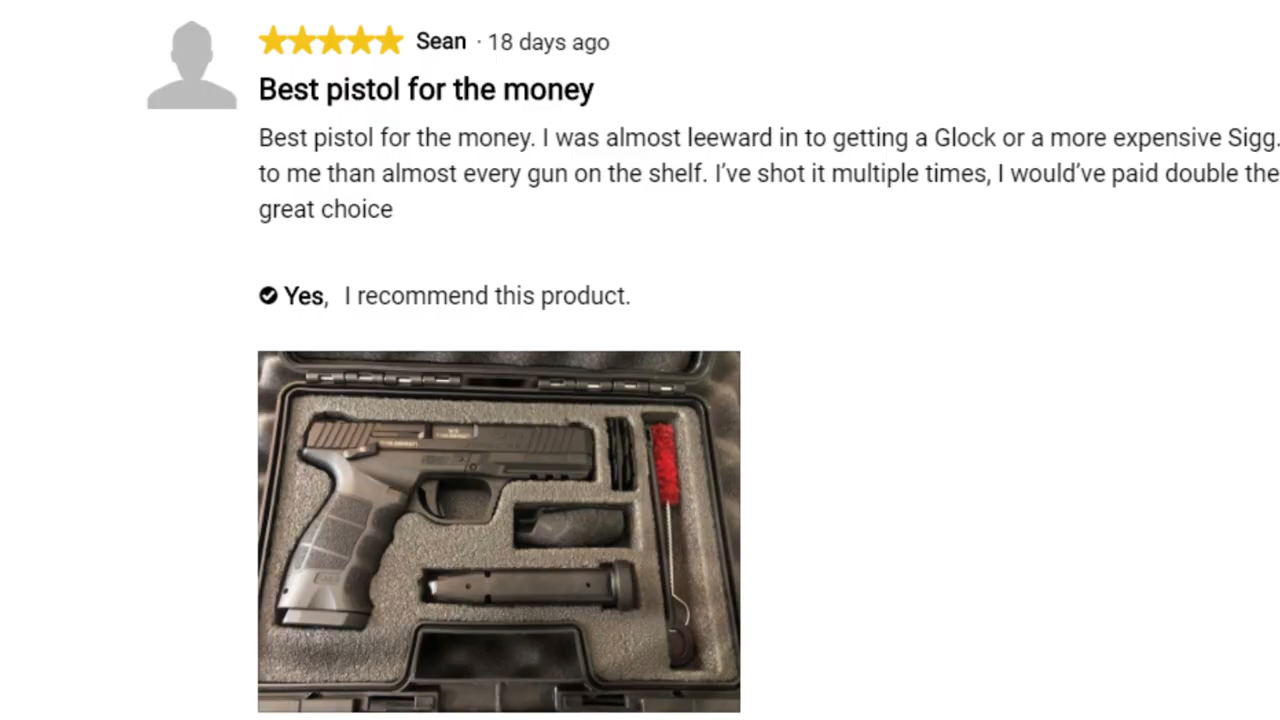 Sean · 18 days ago
Best pistol for the money
Best pistol for the money. I was almost leeward in to getting a Glock or a more expensive Sigg.
to me than almost every gun on the shelf. I’ve shot it multiple times, I would’ve paid double the
great choice
Yes, I recommend this product.